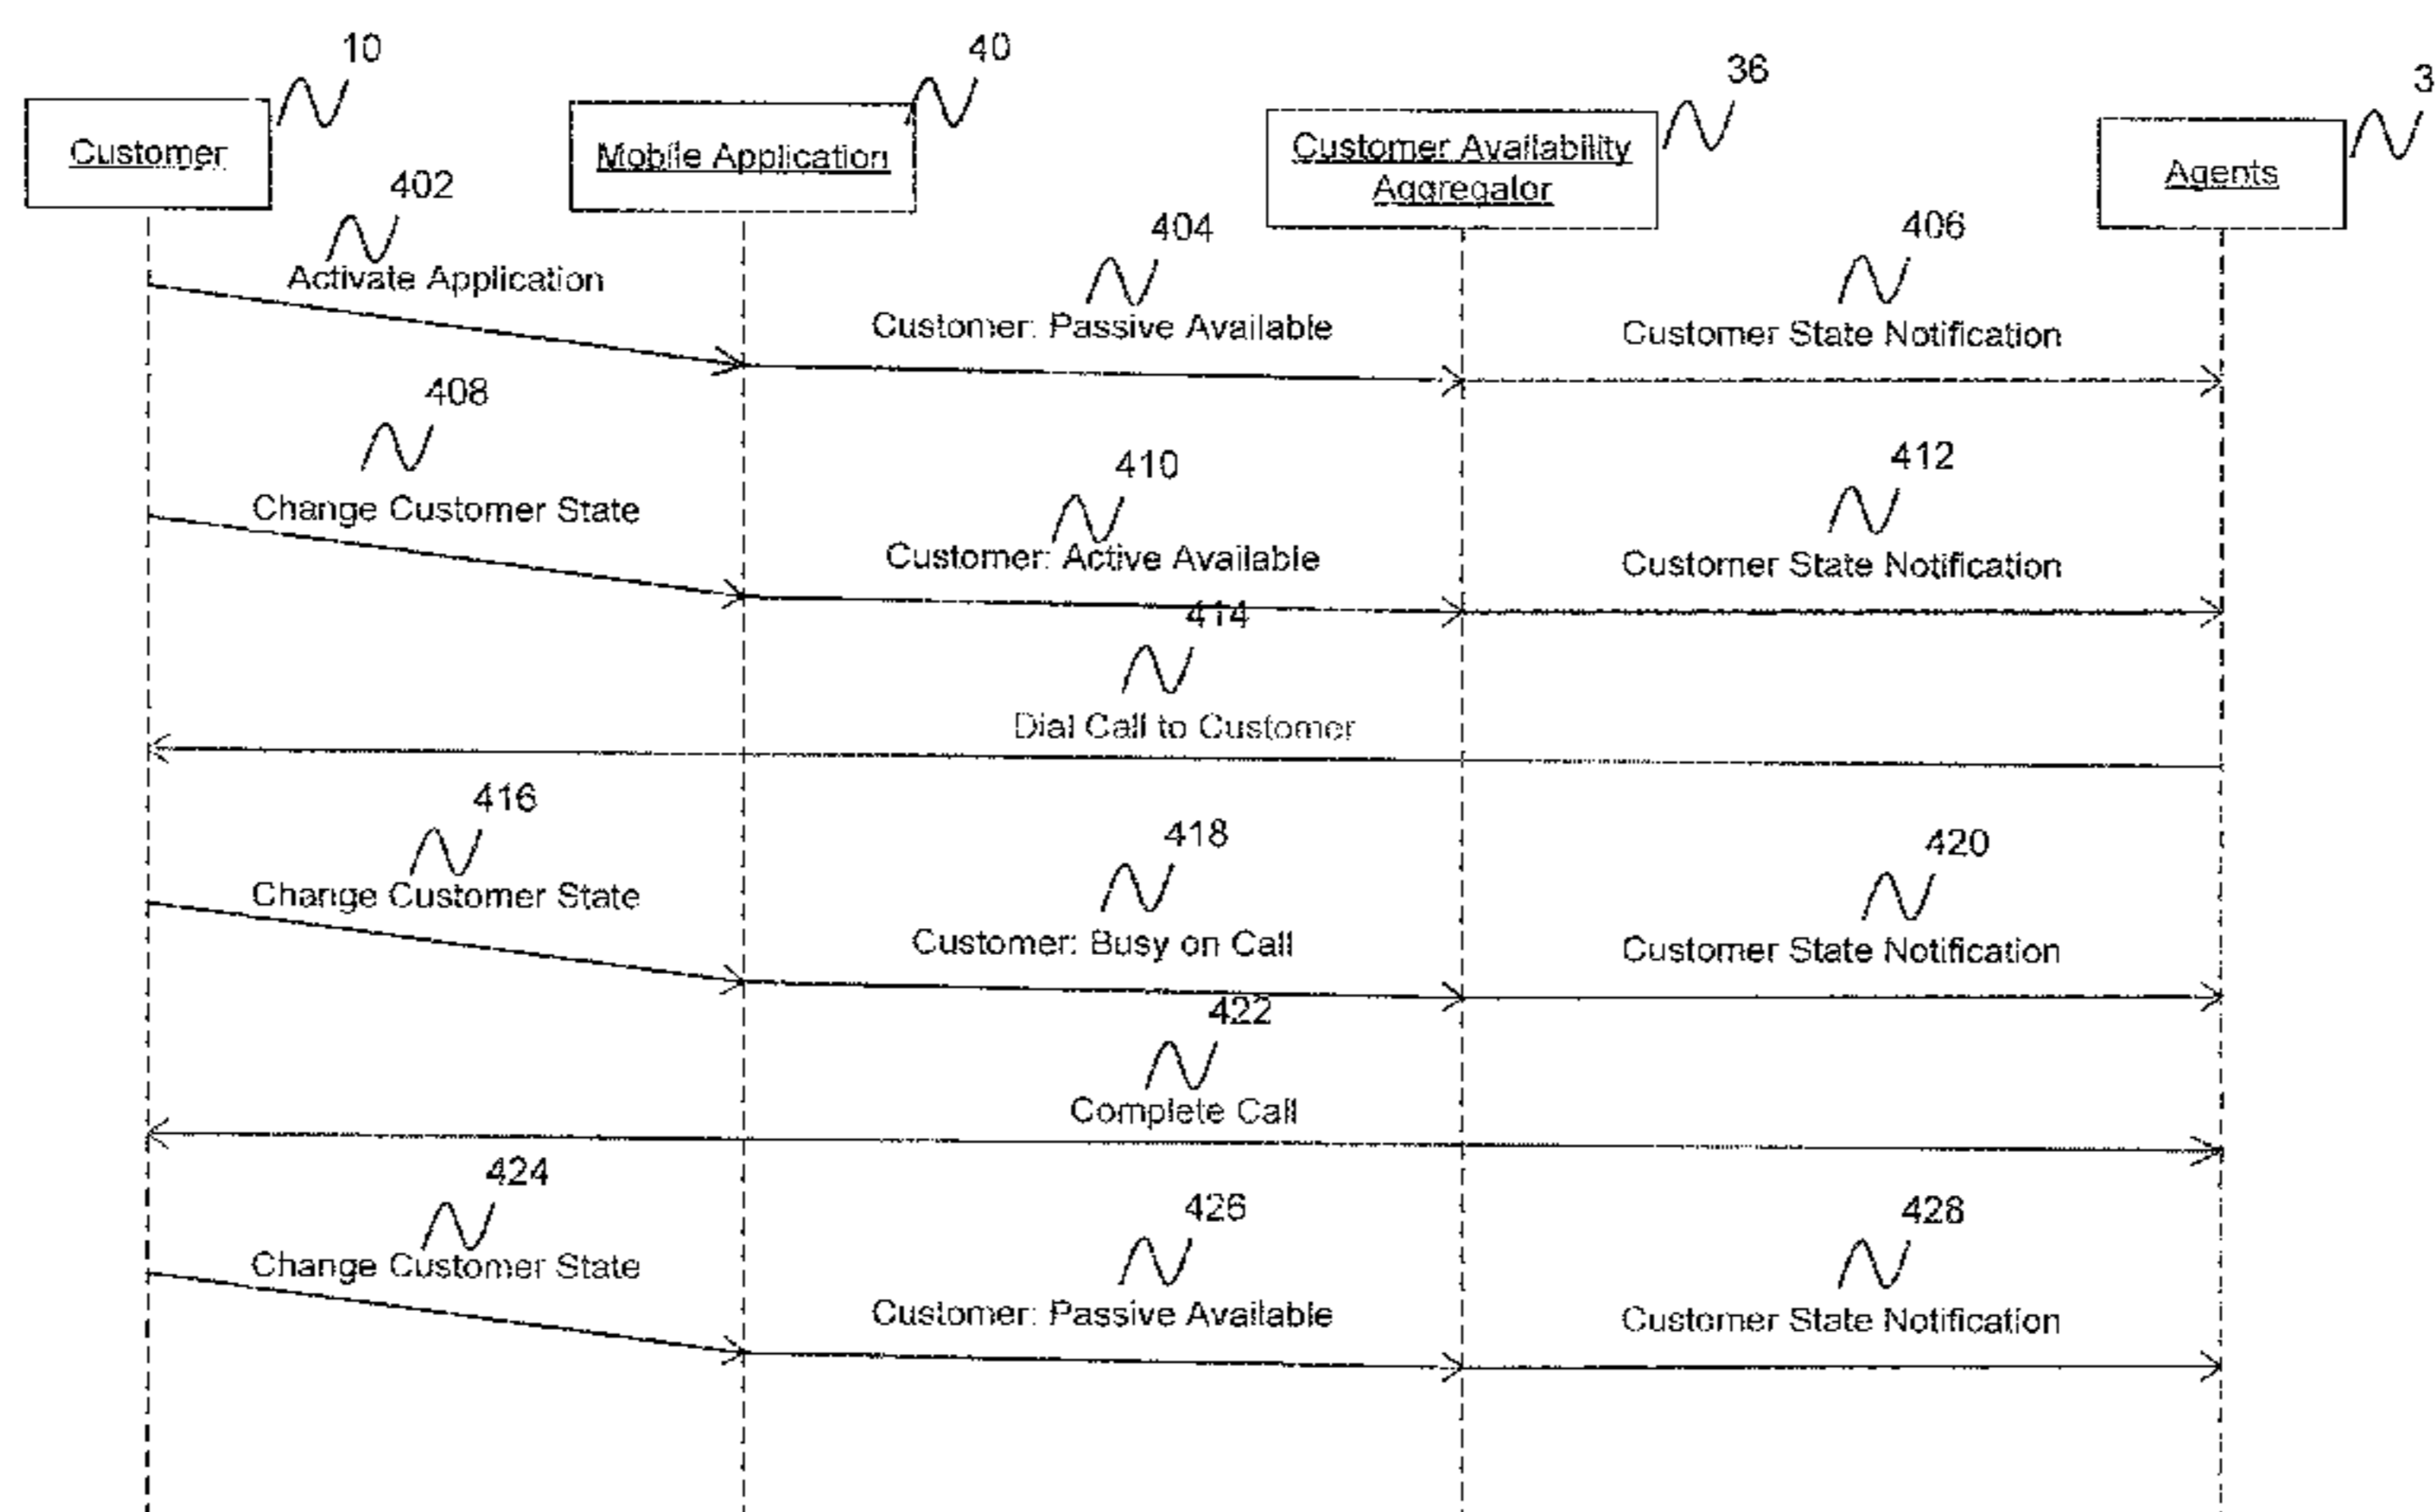 10
40
36
3
Customer
Mobile Application
Customer Availability
Aggregator
Agents
402
404
406
Activate Application
Customer: Passive Available
Customer State Notification
408
410
412
Change Customer State
Customer: Active Available
Customer State Notification
414
Dial Call to Customer
416
418
420
Change Customer State
Customer: Busy on Call
Customer State Notification
422
Complete Call
424
426
428
Change Customer State
Customer: Passive Available
Customer State Notification